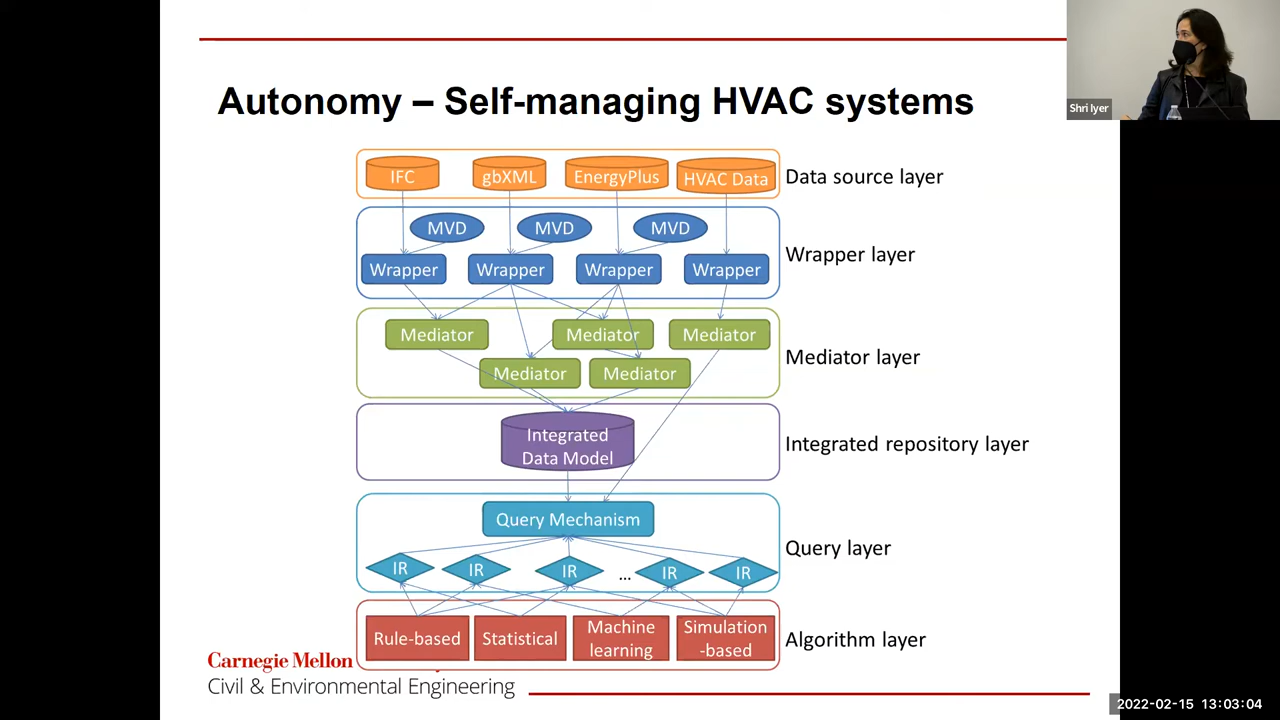 Shri Iyer
Autonomy – Self-managing HVAC systems
IFC gbXML EnergyPlus HVAC Data Data source layer
MVD MVD MVD
Wrapper layer
Wrapper Wrapper Wrapper Wrapper
Mediator Mediator Mediator
Mediator layer
Mediator Mediator
Integrated
Data Model
Integrated repository layer
Query Mechanism
Query layer
IR IR IR ... IR IR
Rule-based Statistical Machine
learning Simulation
-based Algorithm layer
Carnegie Mellon
Civil & Environmental Engineering
2022-02-15 13:03:04